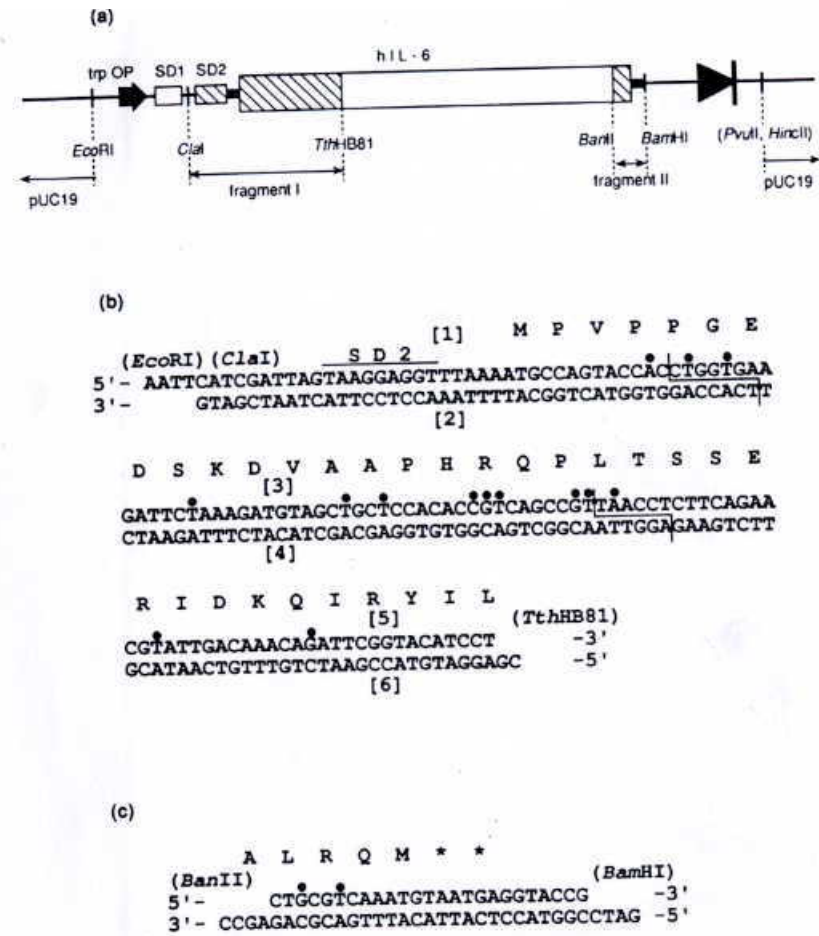 (a)
hIL-6
trp OP SD1 SD2
EcoRI ClaI TthHB81 BanII BamHI (PvuII, HincII)
pUC19 fragment I fragment II pUC19
(b)
[1] M P V P P G E
(EcoRI) (ClaI) SD2
5'- AATTCATCGATTAGTAAGGAGGTTTAAAATGCCAGTACCACCTGGTGAA
3'- GTAGCTAATCATTCCTCCAAATTTTACGGTCATGGTGGACCACTT
[2]
D S K D V A A P H R Q P L T S S E
[3]
GATTCTAAAGATGTAGCTGCTCCACACCGTCAGCCGTTAACCTCTTCAGAA
CTAAGATTTCTACATCGACGAGGTGTGGCAGTCGGCAATTGGAGAAGTCTT
[4]
R I D K Q I R Y I L
[5] (TthHB81)
CGTATTGACAAACAGATTCGGTACATCCT -3'
GCATAACTGTTTGTCTAAGCCATGTAGGAGC -5'
[6]
(c)
A L R Q M * *
(BanII) (BamHI)
5'- CTGCGTCAAATGTAATGAGGTACCG -3'
3'- CCGAGACGCAGTTTACATTACTCCATGGCCTAG -5'